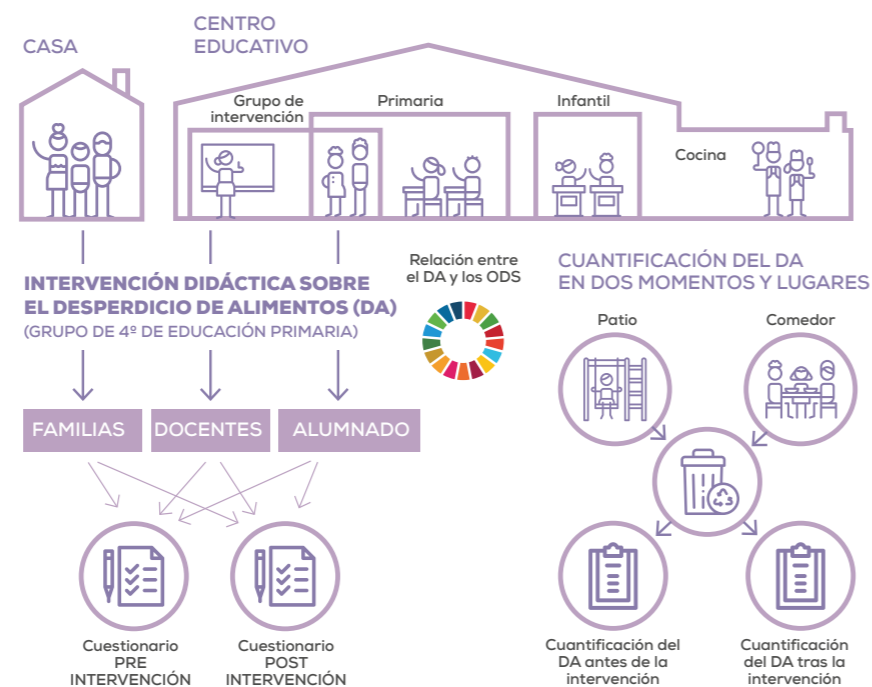 CASA
CENTRO
EDUCATIVO
Grupo de
intervención
Primaria
Infantil
Cocina
INTERVENCIÓN DIDÁCTICA SOBRE
EL DESPERDICIO DE ALIMENTOS (DA)
(GRUPO DE 4º DE EDUCACIÓN PRIMARIA)
Relación entre
el DA y los ODS
FAMILIAS
DOCENTES
ALUMNADO
Cuestionario
PRE
INTERVENCIÓN
Cuestionario
POST
INTERVENCIÓN
CUANTIFICACIÓN DEL DA
EN DOS MOMENTOS Y LUGARES
Patio
Comedor
Cuantificación del
DA antes de la
intervención
Cuantificación
del DA tras la
intervención